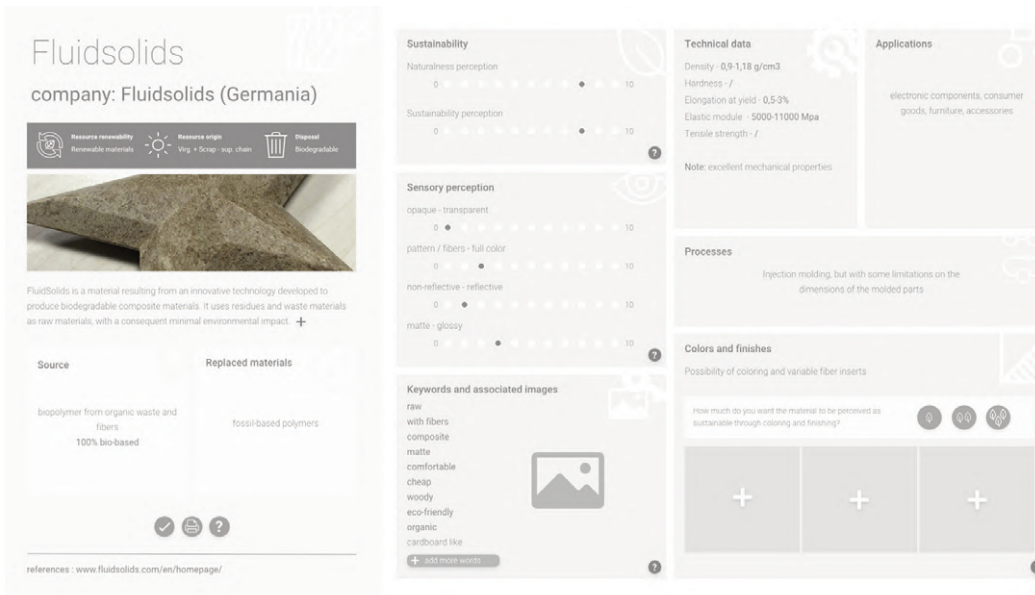 Fluidsolids
company: Fluidsolids (Germania)
Resource renewability
Renewable materials
Resource origin
Virg. + Scrap - sup. chain
Disposal
Biodegradable
FluidSolids is a material resulting from an innovative technology developed to
produce biodegradable composite materials. It uses residues and waste materials
as raw materials, with a consequent minimal environmental impact. +
Source
biopolymer from organic waste and
fibers
100% bio-based
Replaced materials
fossil-based polymers
?
references : www.fluidsolids.com/en/homepage/
Sustainability
Naturalness perception
0 10
Sustainability perception
0 10
?
Sensory perception
opaque - transparent
0 10
pattern / fibers - full color
0 10
non-reflective - reflective
0 10
matte - glossy
0 10
?
Keywords and associated images
raw
with fibers
composite
matte
comfortable
cheap
woody
eco-friendly
organic
cardboard like
+ add more words
?
Technical data
Density - 0,9-1,18 g/cm3
Hardness - /
Elongation at yield - 0,5-3%
Elastic module - 5000-11000 Mpa
Tensile strength - /
Note: excellent mechanical properties
Applications
electronic components, consumer
goods, furniture, accessories
Processes
Injection molding, but with some limitations on the
dimensions of the molded parts
Colors and finishes
Possibility of coloring and variable fiber inserts
How much do you want the material to be perceived as
sustainable through coloring and finishing?
+ + +